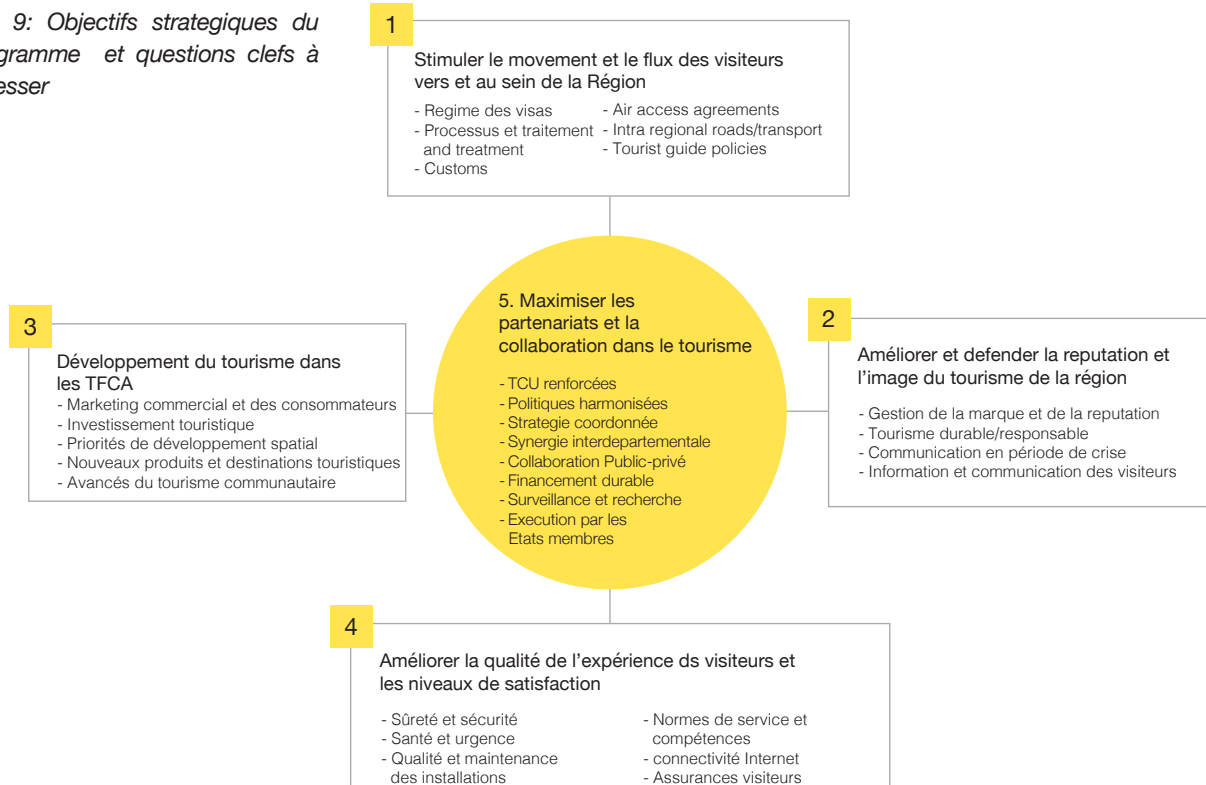 9: Objectifs strategiques du
gramme et questions clefs à
esser
1
Stimuler le movement et le flux des visiteurs
vers et au sein de la Région
- Regime des visas
- Processus et traitement
and treatment
- Customs
- Air access agreements
- Intra regional roads/transport
- Tourist guide policies
5. Maximiser les
partenariats et la
collaboration dans le tourisme
- TCU renforcées
- Politiques harmonisées
- Strategie coordonnée
- Synergie interdepartementale
- Collaboration Public-privé
- Financement durable
- Surveillance et recherche
- Execution par les
Etats membres
3
Développement du tourisme dans
les TFCA
- Marketing commercial et des consommateurs
- Investissement touristique
- Priorités de développement spatial
- Nouveaux produits et destinations touristiques
- Avancés du tourisme communautaire
2
Améliorer et defender la reputation et
l’image du tourisme de la région
- Gestion de la marque et de la reputation
- Tourisme durable/responsable
- Communication en période de crise
- Information et communication des visiteurs
4
Améliorer la qualité de l’expérience ds visiteurs et
les niveaux de satisfaction
- Sûreté et sécurité
- Santé et urgence
- Qualité et maintenance
des installations
- Normes de service et
compétences
- connectivité Internet
- Assurances visiteurs